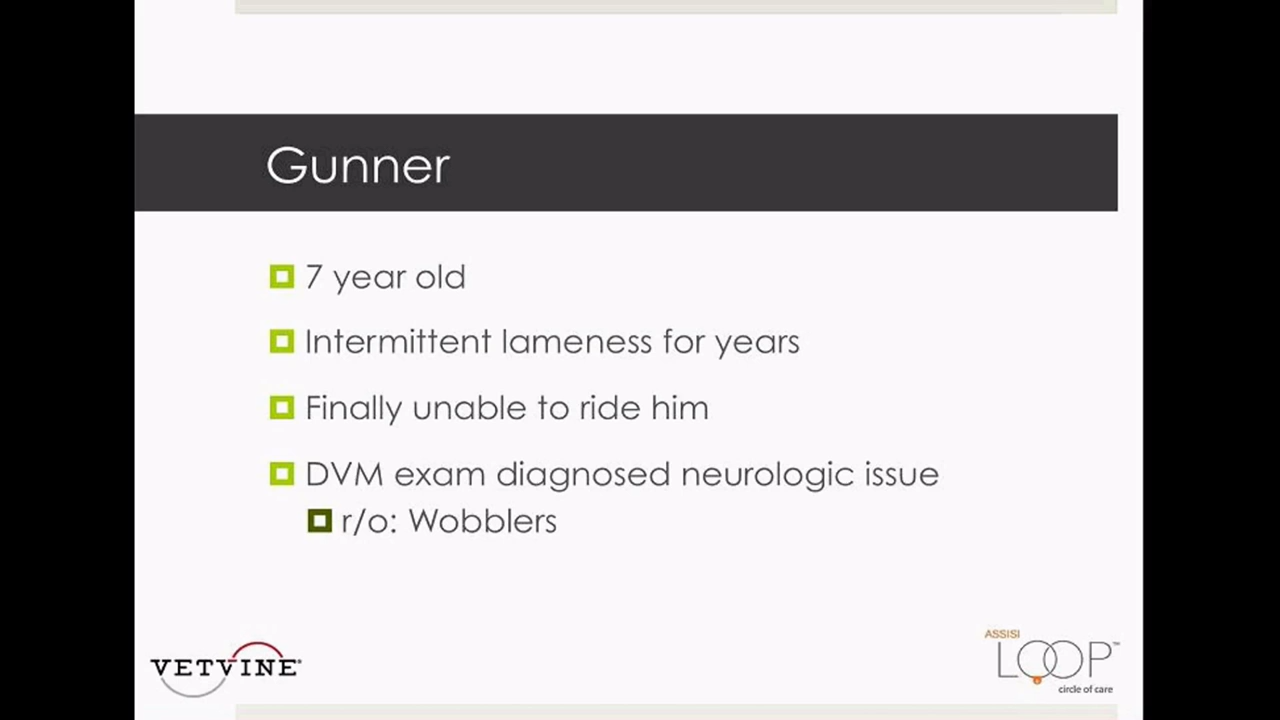 Gunner
7 year old
Intermittent lameness for years
Finally unable to ride him
DVM exam diagnosed neurologic issue
r/o: Wobblers
VETVINE®
ASSISI
LOOP™
circle of care